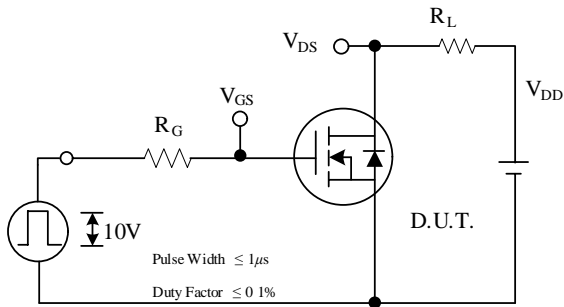 R_L
V_DS
V_DD
V_GS
R_G
D.U.T.
10V
Pulse Width ≤ 1μs
Duty Factor ≤ 0 1%